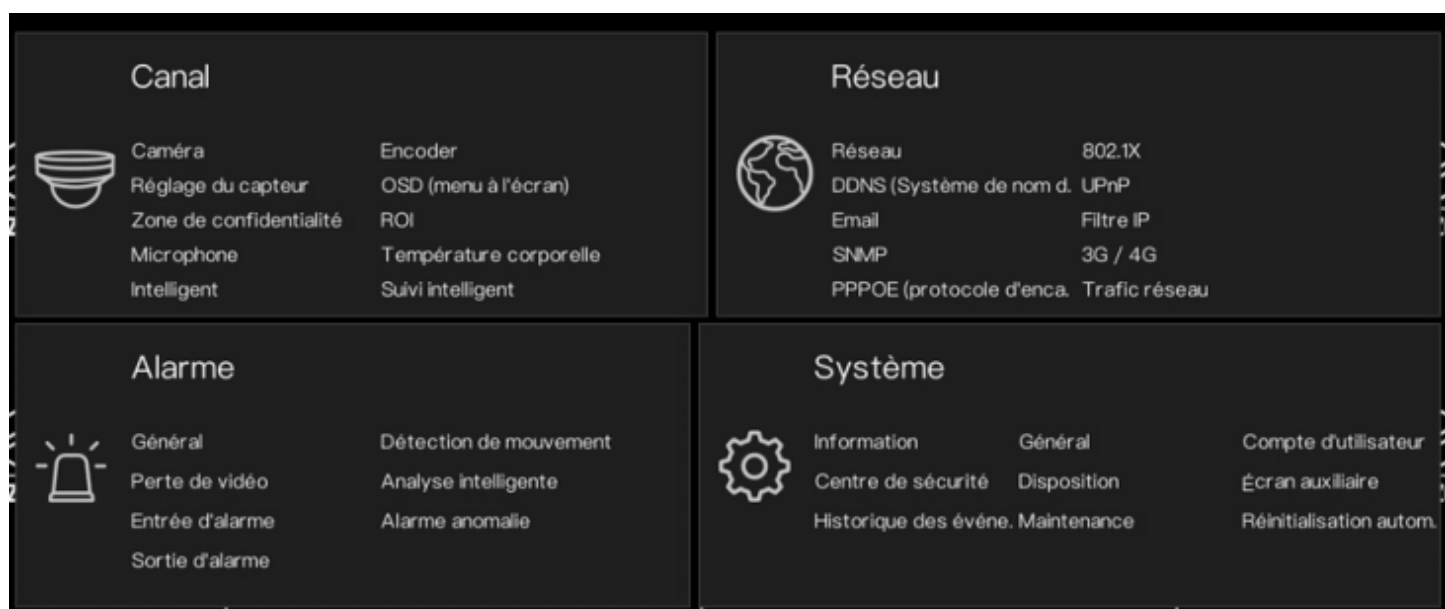 Canal
Caméra Encoder
Réglage du capteur OSD (menu à l'écran)
Zone de confidentialité ROI
Microphone Température corporelle
Intelligent Suivi intelligent
Réseau
Réseau 802.1X
DDNS (Système de nom d. UPnP
Email Filtre IP
SNMP 3G / 4G
PPPOE (protocole d'enca. Trafic réseau
Alarme
Général Détection de mouvement
Perte de vidéo Analyse intelligente
Entrée d'alarme Alarme anomalie
Sortie d'alarme
Système
Information Général Compte d'utilisateur
Centre de sécurité Disposition Écran auxiliaire
Historique des événe. Maintenance Réinitialisation autom.